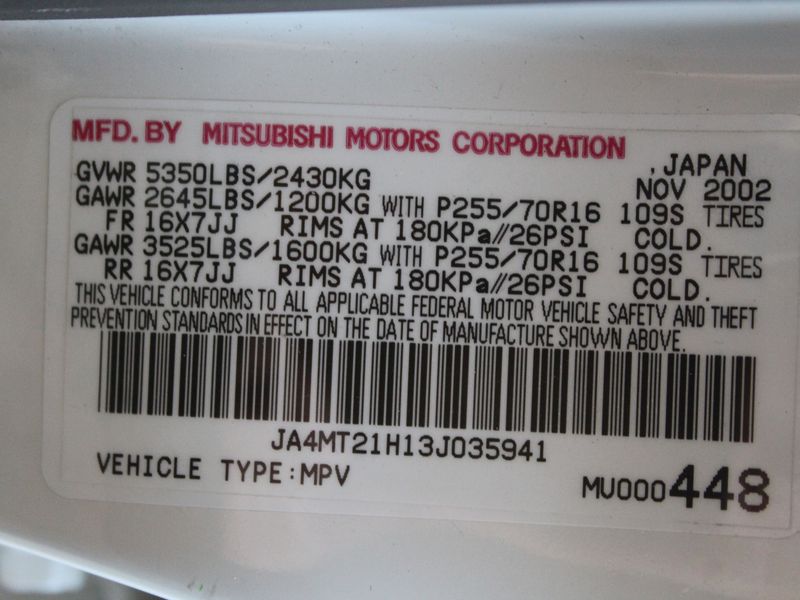 MFD. BY MITSUBISHI MOTORS CORPORATION
, JAPAN
GVWR 5350LBS/2430KG NOV 2002
GAWR 2645LBS/1200KG WITH P255/70R16 109S TIRES
FR 16X7JJ RIMS AT 180KPa//26PSI COLD.
GAWR 3525LBS/1600KG WITH P255/70R16 109S TIRES
RR 16X7JJ RIMS AT 180KPa//26PSI COLD.
THIS VEHICLE CONFORMS TO ALL APPLICABLE FEDERAL MOTOR VEHICLE SAFETY AND THEFT
PREVENTION STANDARDS IN EFFECT ON THE DATE OF MANUFACTURE SHOWN ABOVE.
JA4MT21H13J035941
VEHICLE TYPE:MPV MU000448